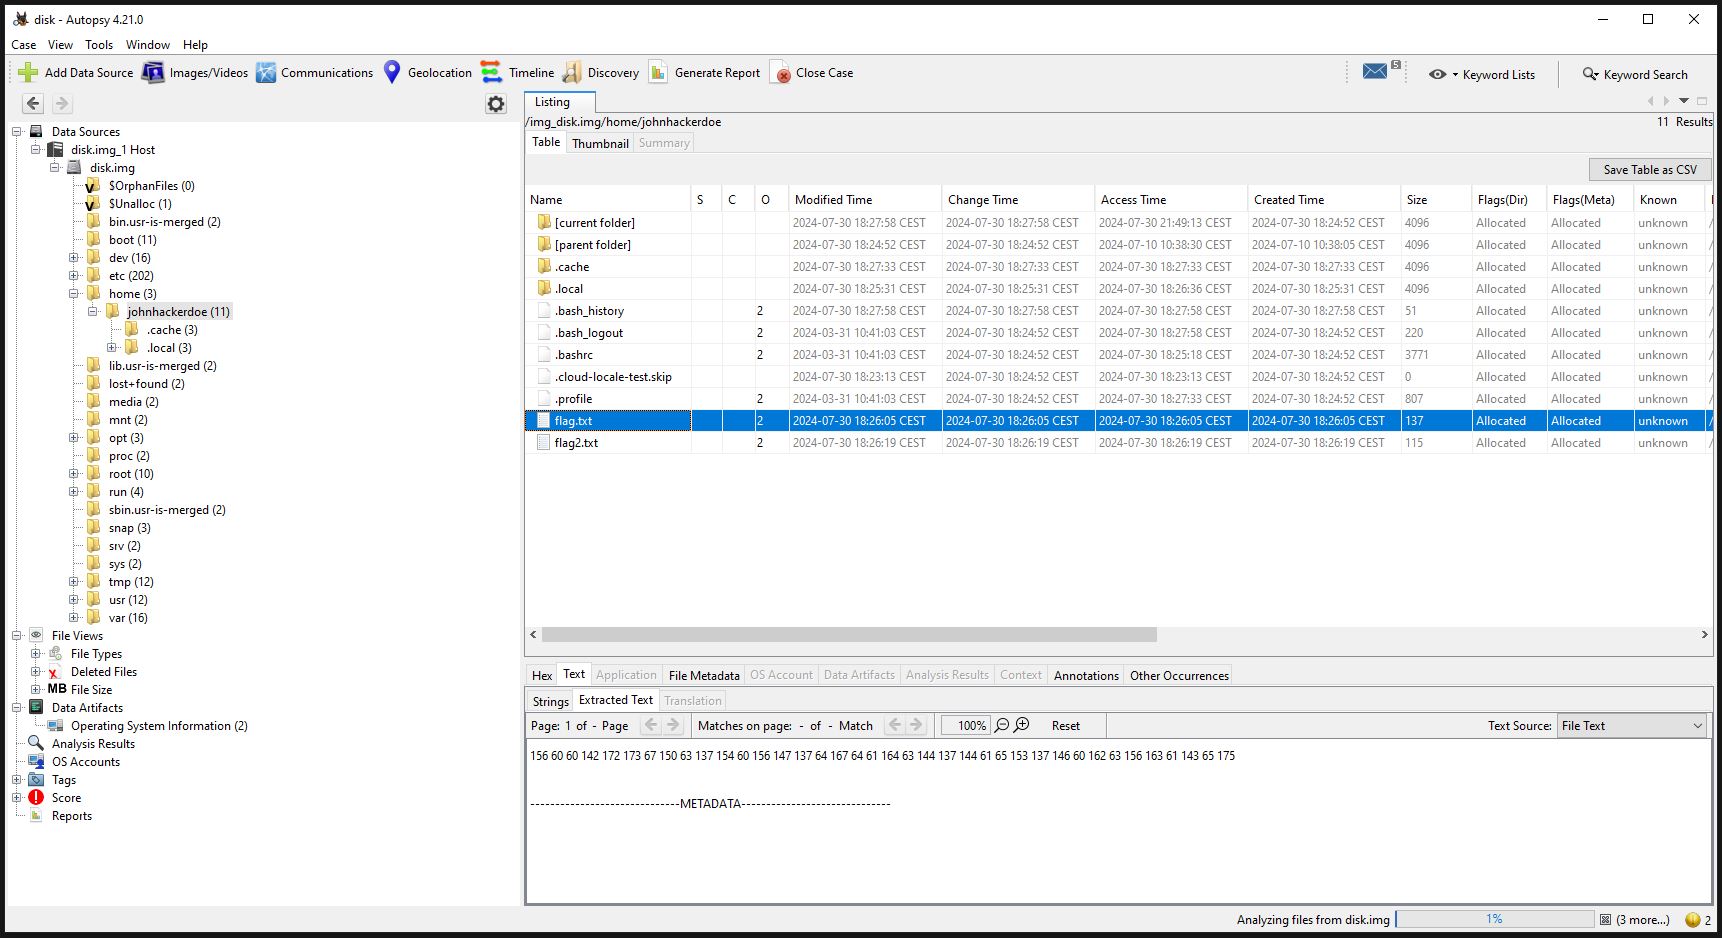 disk - Autopsy 4.21.0
Case View Tools Window Help
Add Data Source Images/Videos Communications Geolocation Timeline Discovery Generate Report Close Case 5 Keyword Lists Keyword Search
Data Sources
disk.img_1 Host
disk.img
$OrphanFiles (0)
$Unalloc (1)
bin.usr-is-merged (2)
boot (11)
dev (16)
etc (202)
home (3)
johnhackerdoe (11)
.cache (3)
.local (3)
lib.usr-is-merged (2)
lost+found (2)
media (2)
mnt (2)
opt (3)
proc (2)
root (10)
run (4)
sbin.usr-is-merged (2)
snap (3)
srv (2)
sys (2)
tmp (12)
usr (12)
var (16)
File Views
File Types
Deleted Files
MB File Size
Data Artifacts
Operating System Information (2)
Analysis Results
OS Accounts
Tags
Score
Reports
Listing
/img_disk.img/home/johnhackerdoe 11 Results
Table Thumbnail Summary
Save Table as CSV
Name S C O Modified Time Change Time Access Time Created Time Size Flags(Dir) Flags(Meta) Known
[current folder] 2024-07-30 18:27:58 CEST 2024-07-30 18:27:58 CEST 2024-07-30 21:49:13 CEST 2024-07-30 18:24:52 CEST 4096 Allocated Allocated unknown /
[parent folder] 2024-07-30 18:24:52 CEST 2024-07-30 18:24:52 CEST 2024-07-10 10:38:30 CEST 2024-07-10 10:38:05 CEST 4096 Allocated Allocated unknown /
.cache 2024-07-30 18:27:33 CEST 2024-07-30 18:27:33 CEST 2024-07-30 18:27:33 CEST 2024-07-30 18:27:33 CEST 4096 Allocated Allocated unknown /
.local 2024-07-30 18:25:31 CEST 2024-07-30 18:25:31 CEST 2024-07-30 18:26:36 CEST 2024-07-30 18:25:31 CEST 4096 Allocated Allocated unknown /
.bash_history 2 2024-07-30 18:27:58 CEST 2024-07-30 18:27:58 CEST 2024-07-30 18:27:58 CEST 2024-07-30 18:27:58 CEST 51 Allocated Allocated unknown /
.bash_logout 2 2024-03-31 10:41:03 CEST 2024-07-30 18:24:52 CEST 2024-07-30 18:24:52 CEST 2024-07-30 18:24:52 CEST 220 Allocated Allocated unknown /
.bashrc 2 2024-03-31 10:41:03 CEST 2024-07-30 18:24:52 CEST 2024-07-30 18:25:18 CEST 2024-07-30 18:24:52 CEST 3771 Allocated Allocated unknown /
.cloud-locale-test.skip 2024-07-30 18:23:13 CEST 2024-07-30 18:24:52 CEST 2024-07-30 18:23:13 CEST 2024-07-30 18:24:52 CEST 0 Allocated Allocated unknown /
.profile 2 2024-03-31 10:41:03 CEST 2024-07-30 18:24:52 CEST 2024-07-30 18:27:33 CEST 2024-07-30 18:24:52 CEST 807 Allocated Allocated unknown /
flag.txt 2 2024-07-30 18:26:05 CEST 2024-07-30 18:26:05 CEST 2024-07-30 18:26:05 CEST 2024-07-30 18:26:05 CEST 137 Allocated Allocated unknown /
flag2.txt 2 2024-07-30 18:26:19 CEST 2024-07-30 18:26:19 CEST 2024-07-30 18:26:19 CEST 2024-07-30 18:26:19 CEST 115 Allocated Allocated unknown /
Hex Text Application File Metadata OS Account Data Artifacts Analysis Results Context Annotations Other Occurrences
Strings Extracted Text Translation
Page: 1 of - Page Matches on page: - of - Match 100% Reset Text Source: File Text
156 60 60 142 172 173 67 150 63 137 154 60 156 147 137 64 167 64 61 164 63 144 137 144 61 65 153 137 146 60 162 63 156 163 61 143 65 175
------------------------------METADATA------------------------------
Analyzing files from disk.img 1% (3 more...) 2